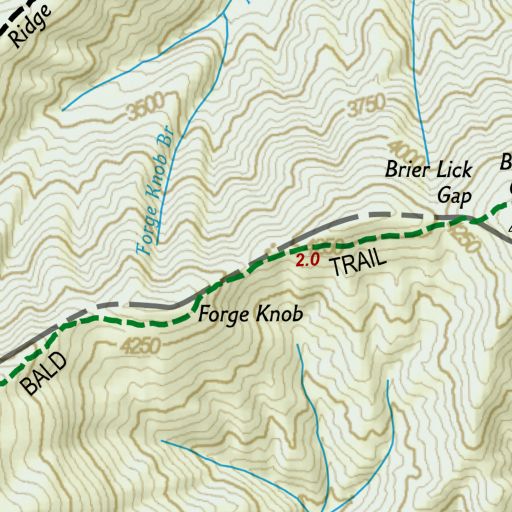 Ridge
3500
3750
Forge Knob Br
400
Brier Lick
Gap
B
2.0
TRAIL
Forge Knob
4250
BALD